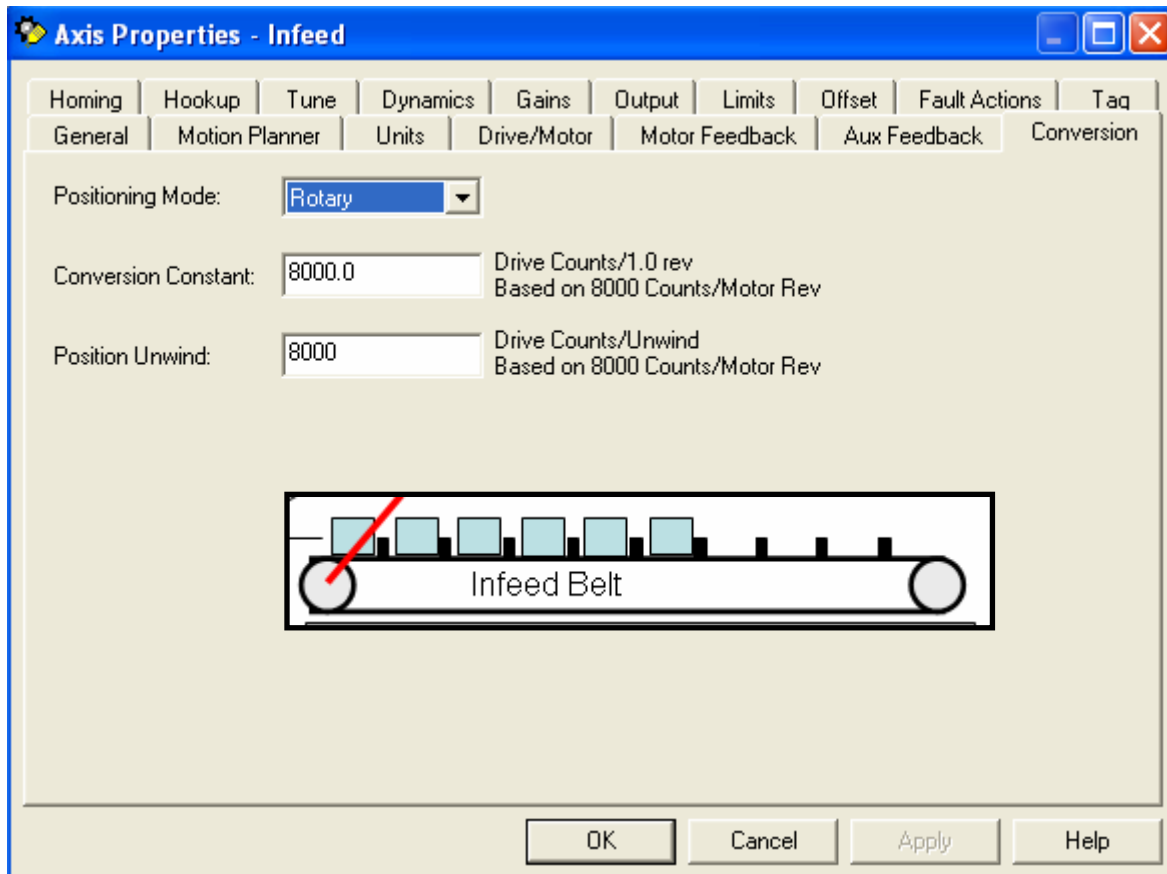 Axis Properties - Infeed
Homing Hookup Tune Dynamics Gains Output Limits Offset Fault Actions Tag
General Motion Planner Units Drive/Motor Motor Feedback Aux Feedback Conversion
Positioning Mode: Rotary
Conversion Constant: 8000.0 Drive Counts/1.0 rev
Based on 8000 Counts/Motor Rev
Position Unwind: 8000 Drive Counts/Unwind
Based on 8000 Counts/Motor Rev
Infeed Belt
OK Cancel Apply Help